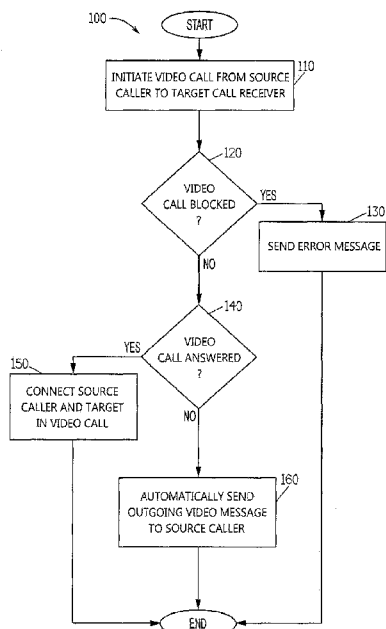 100
START
110
INITIATE VIDEO CALL FROM SOURCE
CALLER TO TARGET CALL RECEIVER
120
VIDEO
CALL BLOCKED
?
YES
130
SEND ERROR MESSAGE
NO
140
VIDEO
CALL ANSWERED
?
YES
150
CONNECT SOURCE
CALLER AND TARGET
IN VIDEO CALL
NO
160
AUTOMATICALLY SEND
OUTGOING VIDEO MESSAGE
TO SOURCE CALLER
END